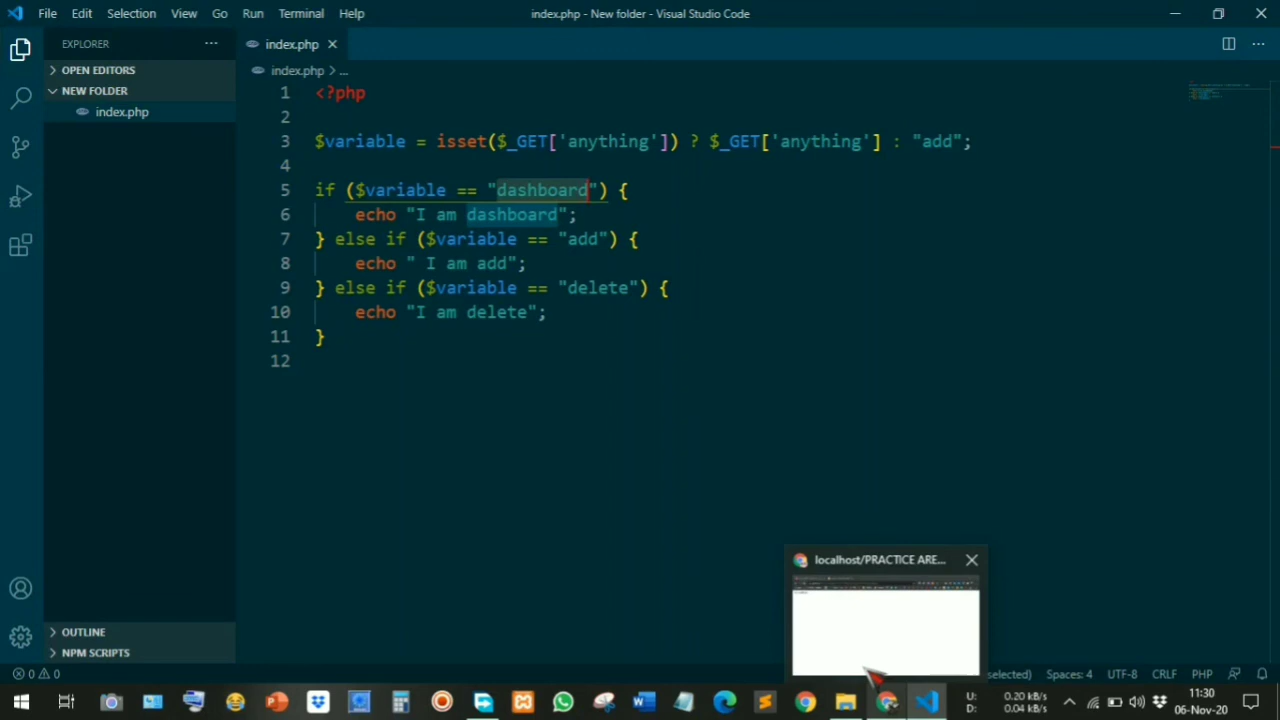 File Edit Selection View Go Run Terminal Help
index.php - New folder - Visual Studio Code
EXPLORER
OPEN EDITORS
NEW FOLDER
index.php
OUTLINE
NPM SCRIPTS
index.php
index.php > ...
1 <?php
2
3 $variable = isset($_GET['anything']) ? $_GET['anything'] : "add";
4
5 if ($variable == "dashboard") {
6 echo "I am dashboard";
7 } else if ($variable == "add") {
8 echo " I am add";
9 } else if ($variable == "delete") {
10 echo "I am delete";
11 }
12
localhost/PRACTICE ARE...
0 0
selected) Spaces: 4 UTF-8 CRLF PHP
U: 0.20 kB/s
D: 0.04 kB/s
11:30
06-Nov-20